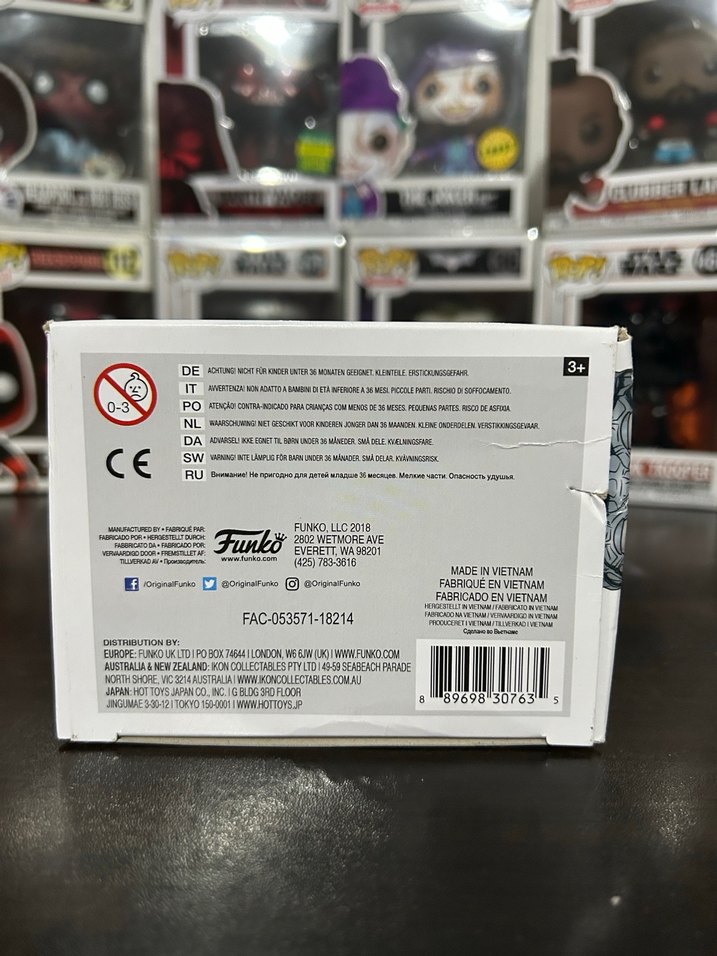 POP!
POP!
POP!
STAR WARS
3+
0-3
DE ACHTUNG! NICHT FÜR KINDER UNTER 36 MONATEN GEEIGNET. KLEINTEILE. ERSTICKUNGSGEFAHR.
IT AVVERTENZA! NON ADATTO A BAMBINI DI ETÀ INFERIORE A 36 MESI. PICCOLE PARTI. RISCHIO DI SOFFOCAMENTO.
PO ATENÇÃO! CONTRA-INDICADO PARA CRIANÇAS COM MENOS DE 36 MESES. PEQUENAS PARTES. RISCO DE ASFIXIA.
NL WAARSCHUWING! NIET GESCHIKT VOOR KINDEREN JONGER DAN 36 MAANDEN. KLEINE ONDERDELEN. VERSTIKKINGSGEVAAR.
DA ADVARSEL! IKKE EGNET TIL BØRN UNDER 36 MÅNEDER. SMÅ DELE. KVÆLNINGSFARE.
SW VARNING! INTE LÄMPLIG FÖR BARN UNDER 36 MÅNADER. SMÅ DELAR. KVÄVNINGSRISK.
RU Внимание! Не пригодно для детей младше 36 месяцев. Мелкие части. Опасность удушья.
CE
MANUFACTURED BY • FABRIQUÉ PAR:
FABRICADO POR • HERGESTELLT DURCH:
FABBRICATO DA • FABRICADO POR:
VERVAARDIGD DOOR • FREMSTILLET AF:
TILLVERKAD AV • Производитель:
Funko
www.funko.com
FUNKO, LLC 2018
2802 WETMORE AVE
EVERETT, WA 98201
(425) 783-3616
/OriginalFunko @OriginalFunko @OriginalFunko
MADE IN VIETNAM
FABRIQUÉ EN VIETNAM
FABRICADO EN VIETNAM
HERGESTELLT IN VIETNAM / FABBRICATO IN VIETNAM
FABRICADO NA VIETNAM / VERVAARDIGD IN VIETNAM
PRODUCERET I VIETNAM / TILLVERKAD I VIETNAM
Сделано во Вьетнаме
FAC-053571-18214
DISTRIBUTION BY:
EUROPE: FUNKO UK LTD | PO BOX 74644 | LONDON, W6 6JW (UK) | WWW.FUNKO.COM
AUSTRALIA & NEW ZEALAND: IKON COLLECTABLES PTY LTD | 49-59 SEABEACH PARADE
NORTH SHORE, VIC 3214 AUSTRALIA | WWW.IKONCOLLECTABLES.COM.AU
JAPAN: HOT TOYS JAPAN CO., INC. | G BLDG 3RD FLOOR
JINGUMAE 3-30-12 | TOKYO 150-0001 | WWW.HOTTOYS.JP
8 89698 30763 5